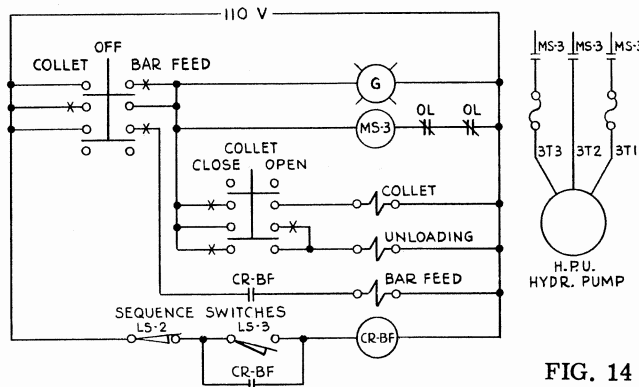 110 V
OFF
COLLET BAR FEED
G
MS-3 OL OL
COLLET
CLOSE OPEN
COLLET
UNLOADING
CR-BF BAR FEED
SEQUENCE SWITCHES
LS-2 LS-3 CR-BF
CR-BF
MS-3 MS-3 MS-3
3T3 3T2 3T1
H.P.U.
HYDR. PUMP
FIG. 14